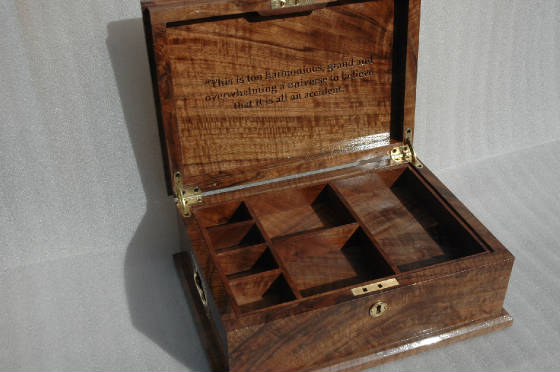 "This is too harmonious, grand and
overwhelming a universe to believe
that it is all an accident."